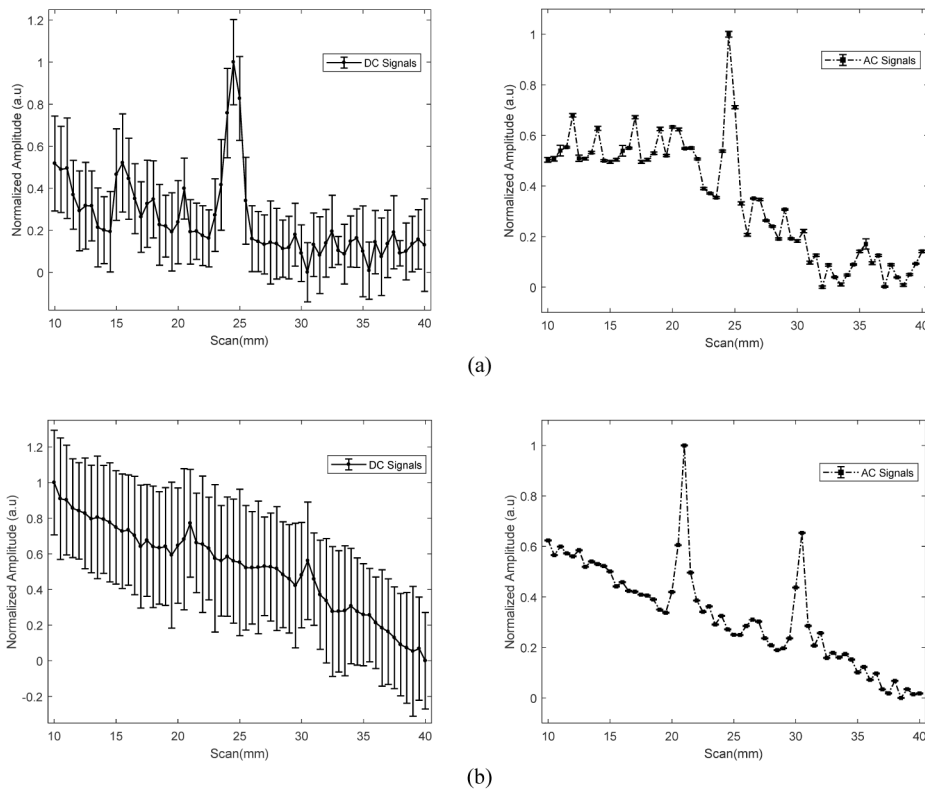 1.2
1
0.8
0.6
0.4
0.2
0
Normalized Amplitude (a.u)
DC Signals
10 15 20 25 30 35 40
Scan(mm)
1
0.8
0.6
0.4
0.2
0
Normalized Amplitude (a.u)
AC Signals
10 15 20 25 30 35 40
Scan(mm)
(a)
1.2
1
0.8
0.6
0.4
0.2
0
-0.2
Normalized Amplitude (a.u)
DC Signals
10 15 20 25 30 35 40
Scan(mm)
1
0.8
0.6
0.4
0.2
0
Normalized Amplitude (a.u)
AC Signals
10 15 20 25 30 35 40
Scan(mm)
(b)